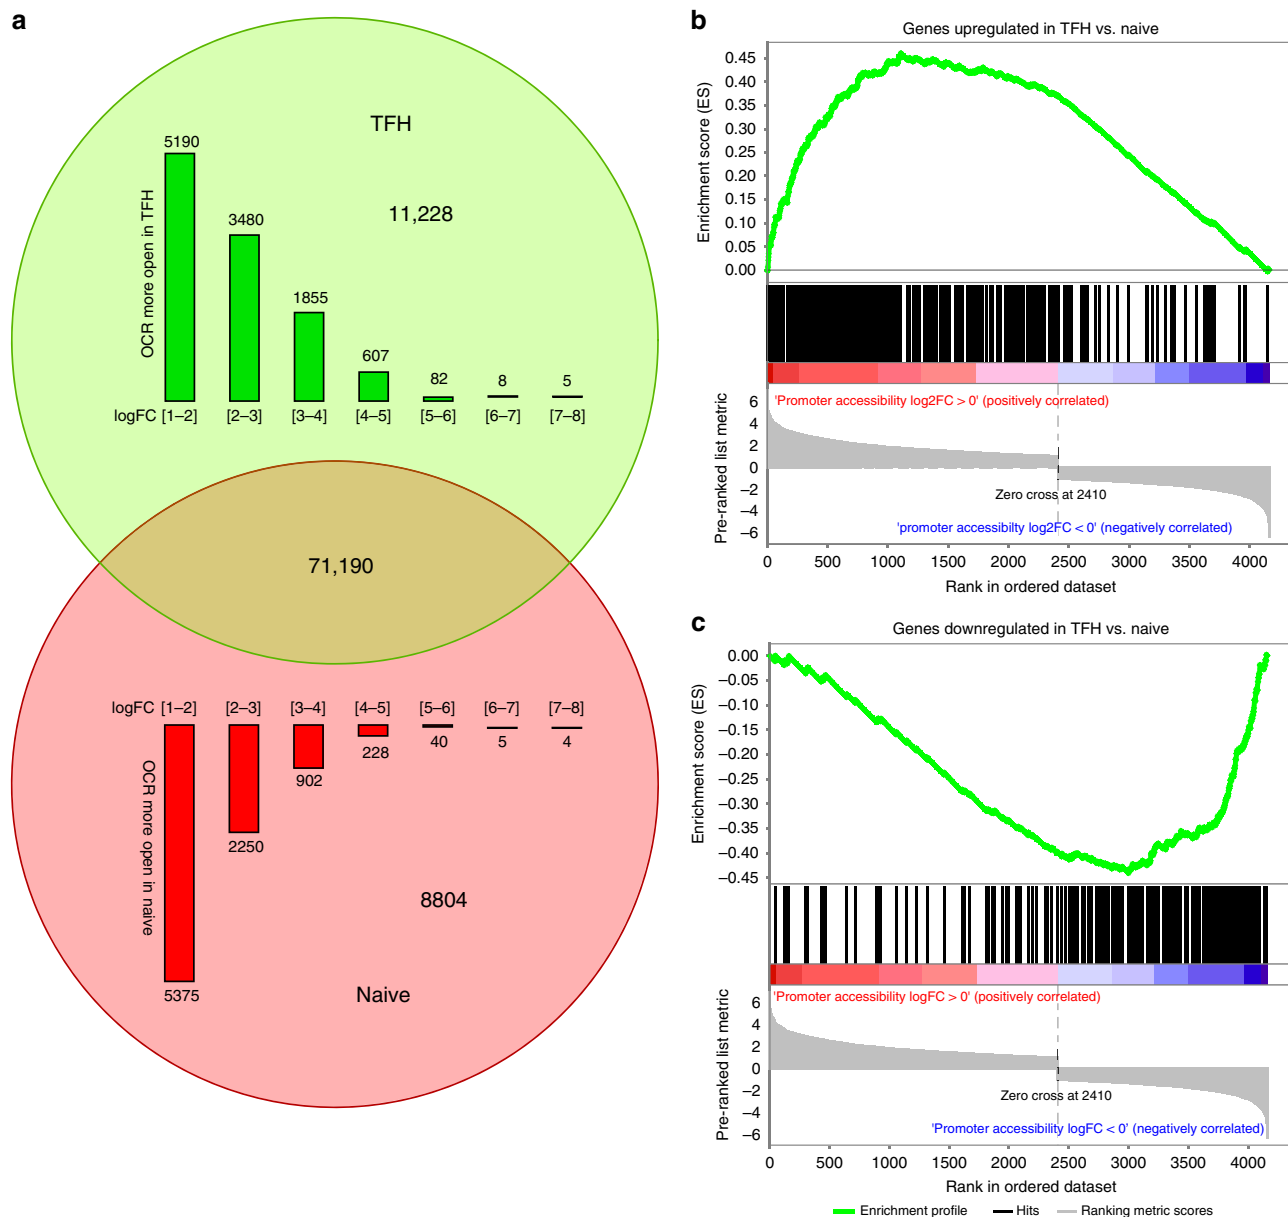 a
TFH
11,228
OCR more open in TFH
5190
3480
1855
607
82
8
5
logFC [1–2] [2–3] [3–4] [4–5] [5–6] [6–7] [7–8]
71,190
logFC [1–2] [2–3] [3–4] [4–5] [5–6] [6–7] [7–8]
OCR more open in naive
5375
2250
902
228
40
5
4
8804
Naive
b
Genes upregulated in TFH vs. naive
Enrichment score (ES)
0.45
0.40
0.35
0.30
0.25
0.20
0.15
0.10
0.05
0.00
Pre-ranked list metric
6
4
2
0
−2
−4
−6
'Promoter accessibility log2FC > 0' (positively correlated)
Zero cross at 2410
'promoter accessibilty log2FC < 0' (negatively correlated)
0 500 1000 1500 2000 2500 3000 3500 4000
Rank in ordered dataset
c
Genes downregulated in TFH vs. naive
Enrichment score (ES)
0.00
−0.05
−0.10
−0.15
−0.20
−0.25
−0.30
−0.35
−0.40
−0.45
Pre-ranked list metric
6
4
2
0
−2
−4
−6
'Promoter accessibility logFC > 0' (positively correlated)
Zero cross at 2410
'Promoter accessibility logFC < 0' (negatively correlated)
0 500 1000 1500 2000 2500 3000 3500 4000
Rank in ordered dataset
Enrichment profile Hits Ranking metric scores